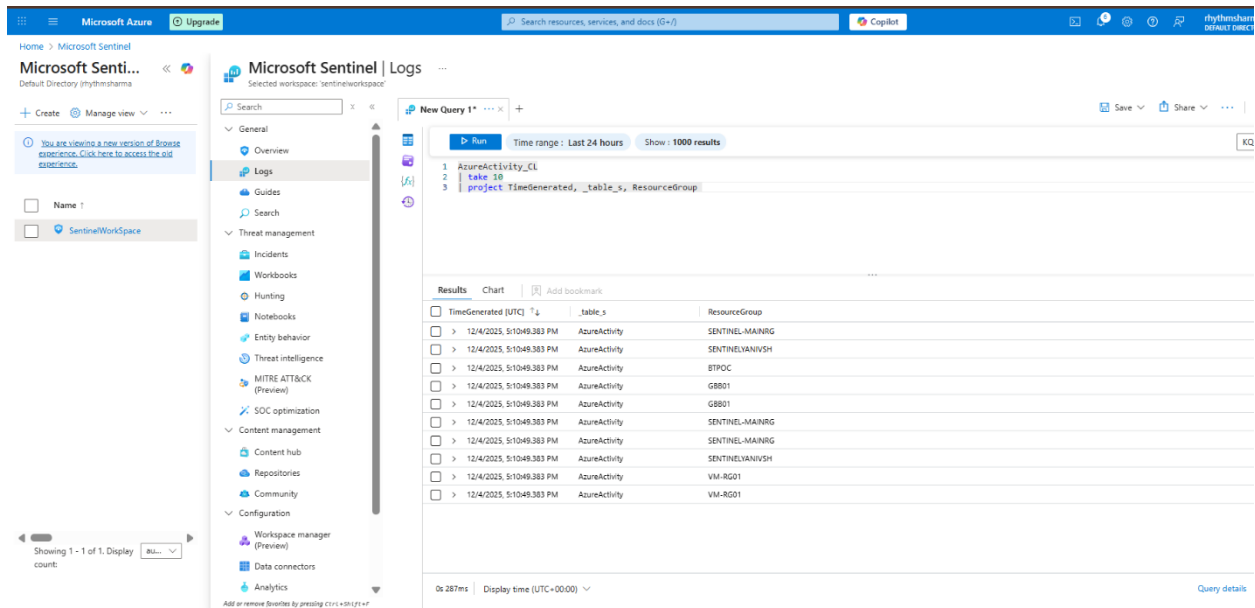 Microsoft Azure
Upgrade
Search resources, services, and docs (G+/)
Copilot
rhythmsharm
DEFAULT DIRECT
Home > Microsoft Sentinel
Microsoft Senti...
Default Directory (rhythmsharma
+ Create
Manage view
...
You are viewing a new version of Browse
experience. Click here to access the old
experience.
Name ↑
SentinelWorkSpace
Showing 1 - 1 of 1. Display
count:
au...
Microsoft Sentinel | Logs
...
Selected workspace: 'sentinelworkspace'
Search
General
Overview
Logs
Guides
Search
Threat management
Incidents
Workbooks
Hunting
Notebooks
Entity behavior
Threat intelligence
MITRE ATT&CK
(Preview)
SOC optimization
Content management
Content hub
Repositories
Community
Configuration
Workspace manager
(Preview)
Data connectors
Analytics
Add or remove favorites by pressing Ctrl+Shift+F
New Query 1*
...
+
Save
Share
...
Run
Time range : Last 24 hours
Show : 1000 results
KQ
1 AzureActivity_CL
2 | take 10
3 | project TimeGenerated, _table_s, ResourceGroup
Results
Chart
Add bookmark
TimeGenerated [UTC] ↑↓ _table_s ResourceGroup
12/4/2025, 5:10:49.383 PM AzureActivity SENTINEL-MAINRG
12/4/2025, 5:10:49.383 PM AzureActivity SENTINELYANIVSH
12/4/2025, 5:10:49.383 PM AzureActivity BTPOC
12/4/2025, 5:10:49.383 PM AzureActivity GBB01
12/4/2025, 5:10:49.383 PM AzureActivity GBB01
12/4/2025, 5:10:49.383 PM AzureActivity SENTINEL-MAINRG
12/4/2025, 5:10:49.383 PM AzureActivity SENTINEL-MAINRG
12/4/2025, 5:10:49.383 PM AzureActivity SENTINELYANIVSH
12/4/2025, 5:10:49.383 PM AzureActivity VM-RG01
12/4/2025, 5:10:49.383 PM AzureActivity VM-RG01
0s 287ms
Display time (UTC+00:00)
Query details